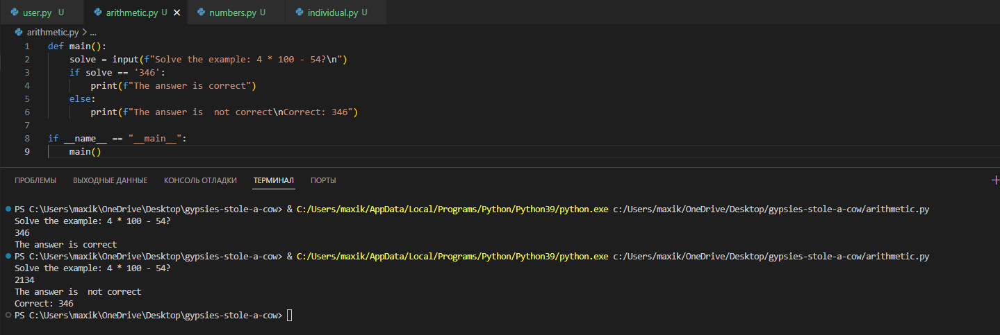 user.py U arithmetic.py U numbers.py U individual.py U
arithmetic.py > ...
1 def main():
2 solve = input(f"Solve the example: 4 * 100 - 54?\n")
3 if solve == '346':
4 print(f"The answer is correct")
5 else:
6 print(f"The answer is  not correct\nCorrect: 346")
7
8 if __name__ == "__main__":
9 main()
ПРОБЛЕМЫ ВЫХОДНЫЕ ДАННЫЕ КОНСОЛЬ ОТЛАДКИ ТЕРМИНАЛ ПОРТЫ
PS C:\Users\maxik\OneDrive\Desktop\gypsies-stole-a-cow> & C:/Users/maxik/AppData/Local/Programs/Python/Python39/python.exe c:/Users/maxik/OneDrive/Desktop/gypsies-stole-a-cow/arithmetic.py
Solve the example: 4 * 100 - 54?
346
The answer is correct
PS C:\Users\maxik\OneDrive\Desktop\gypsies-stole-a-cow> & C:/Users/maxik/AppData/Local/Programs/Python/Python39/python.exe c:/Users/maxik/OneDrive/Desktop/gypsies-stole-a-cow/arithmetic.py
Solve the example: 4 * 100 - 54?
2134
The answer is  not correct
Correct: 346
PS C:\Users\maxik\OneDrive\Desktop\gypsies-stole-a-cow>